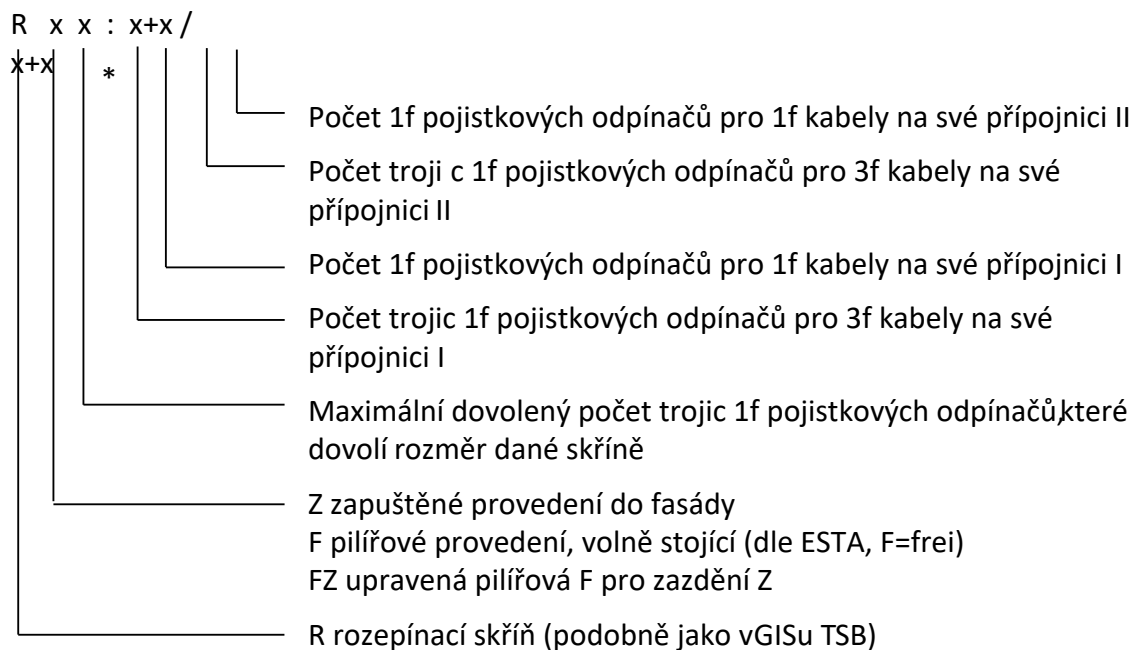 R x x : x+x /
x+x *
Počet 1f pojistkových odpínačů pro 1f kabely na své přípojnici II
Počet troji c 1f pojistkových odpínačů pro 3f kabely na své
přípojnici II
Počet 1f pojistkových odpínačů pro 1f kabely na své přípojnici I
Počet trojic 1f pojistkových odpínačů pro 3f kabely na své
přípojnici I
Maximální dovolený počet trojic 1f pojistkových odpínačů,které
dovolí rozměr dané skříně
Z zapuštěné provedení do fasády
F pilířové provedení, volně stojící (dle ESTA, F=frei)
FZ upravená pilířová F pro zazdění Z
R rozepínací skříň (podobně jako vGISu TSB)